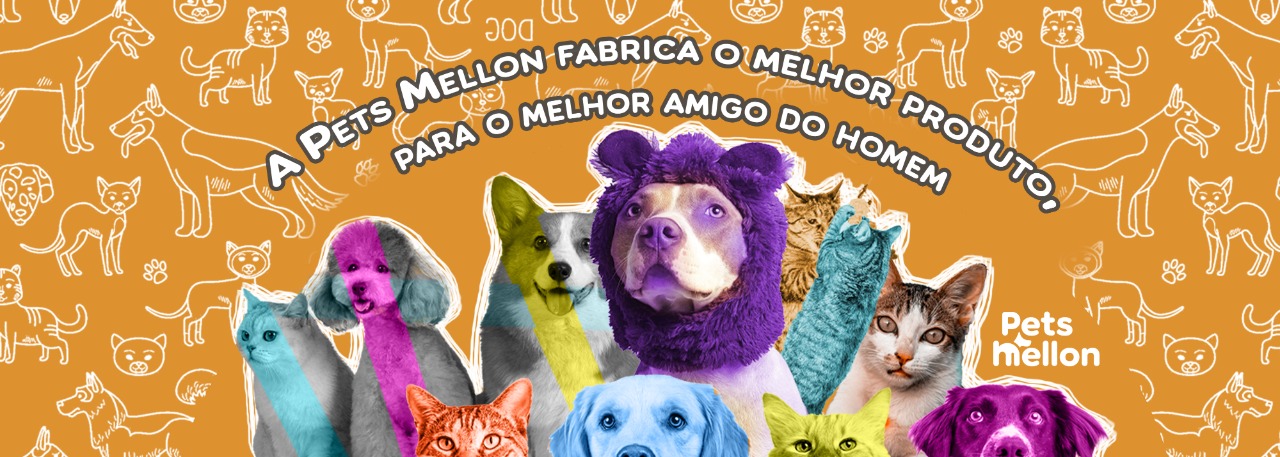 DOG
A Pets Mellon fabrica o melhor produto,
para o melhor amigo do homem
Pets
mellon